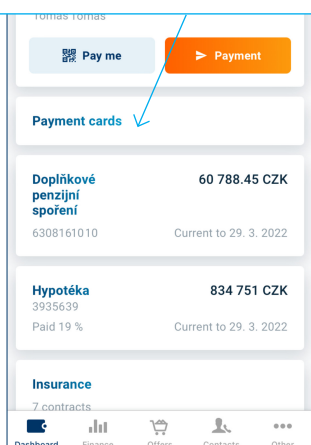 Tomas Tomas
Pay me
Payment
Payment cards
Doplňkové penzijní spoření
60 788.45 CZK
6308161010
Current to 29. 3. 2022
Hypotéka
834 751 CZK
3935639
Paid 19 %
Current to 29. 3. 2022
Insurance
7 contracts
Dashboard
Finance
Offers
Contacts
Other